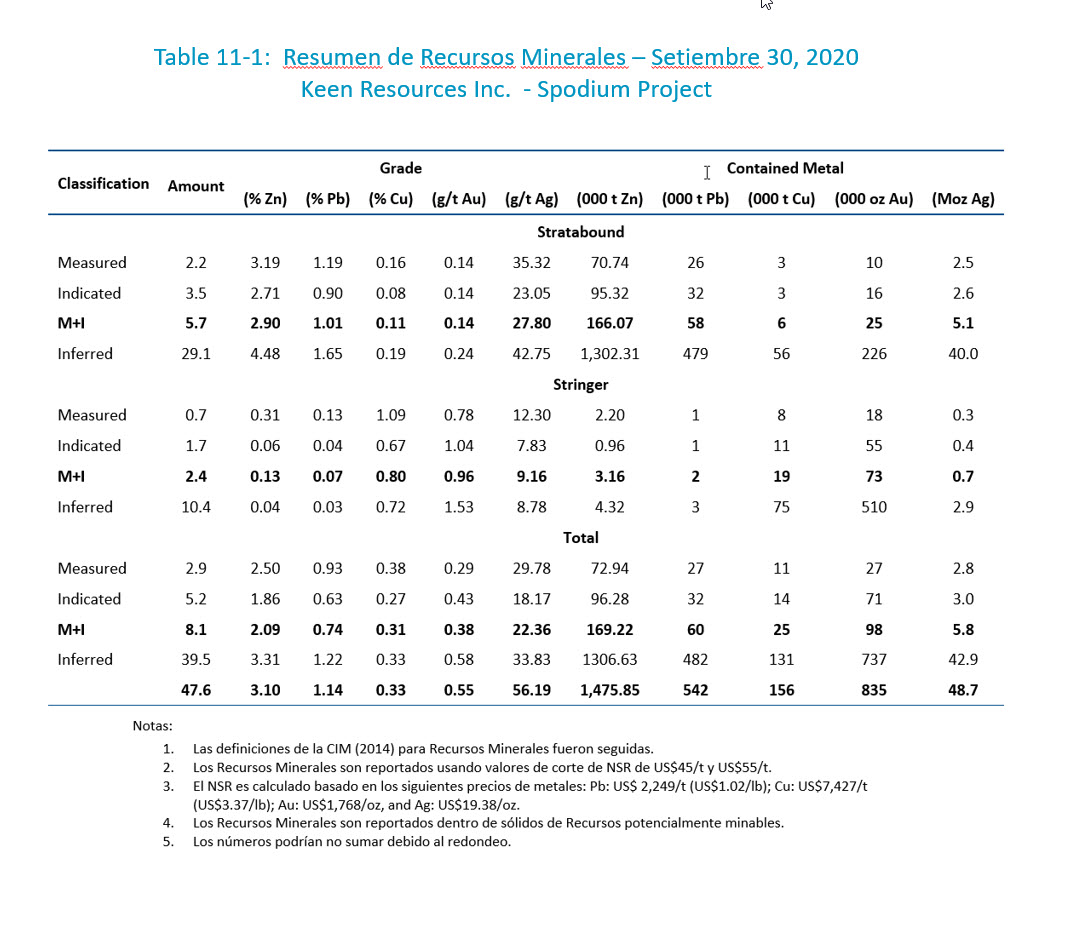 Table 11-1: Resumen de Recursos Minerales – Setiembre 30, 2020
Keen Resources Inc. - Spodium Project
Classification Amount Grade Contained Metal
(% Zn) (% Pb) (% Cu) (g/t Au) (g/t Ag) (000 t Zn) (000 t Pb) (000 t Cu) (000 oz Au) (Moz Ag)
Stratabound
Measured 2.2 3.19 1.19 0.16 0.14 35.32 70.74 26 3 10 2.5
Indicated 3.5 2.71 0.90 0.08 0.14 23.05 95.32 32 3 16 2.6
M+I 5.7 2.90 1.01 0.11 0.14 27.80 166.07 58 6 25 5.1
Inferred 29.1 4.48 1.65 0.19 0.24 42.75 1,302.31 479 56 226 40.0
Stringer
Measured 0.7 0.31 0.13 1.09 0.78 12.30 2.20 1 8 18 0.3
Indicated 1.7 0.06 0.04 0.67 1.04 7.83 0.96 1 11 55 0.4
M+I 2.4 0.13 0.07 0.80 0.96 9.16 3.16 2 19 73 0.7
Inferred 10.4 0.04 0.03 0.72 1.53 8.78 4.32 3 75 510 2.9
Total
Measured 2.9 2.50 0.93 0.38 0.29 29.78 72.94 27 11 27 2.8
Indicated 5.2 1.86 0.63 0.27 0.43 18.17 96.28 32 14 71 3.0
M+I 8.1 2.09 0.74 0.31 0.38 22.36 169.22 60 25 98 5.8
Inferred 39.5 3.31 1.22 0.33 0.58 33.83 1306.63 482 131 737 42.9
47.6 3.10 1.14 0.33 0.55 56.19 1,475.85 542 156 835 48.7
Notas:
1. Las definiciones de la CIM (2014) para Recursos Minerales fueron seguidas.
2. Los Recursos Minerales son reportados usando valores de corte de NSR de US$45/t y US$55/t.
3. El NSR es calculado basado en los siguientes precios de metales: Pb: US$ 2,249/t (US$1.02/lb); Cu: US$7,427/t
(US$3.37/lb); Au: US$1,768/oz, and Ag: US$19.38/oz.
4. Los Recursos Minerales son reportados dentro de sólidos de Recursos potencialmente minables.
5. Los números podrían no sumar debido al redondeo.